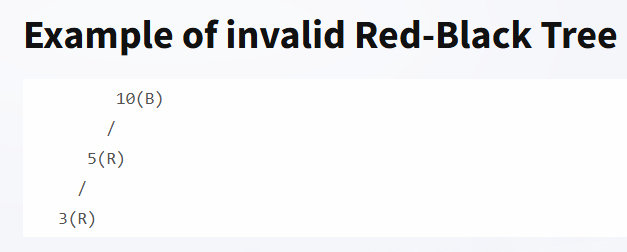 Example of invalid Red-Black Tree
10(B)
/
5(R)
/
3(R)